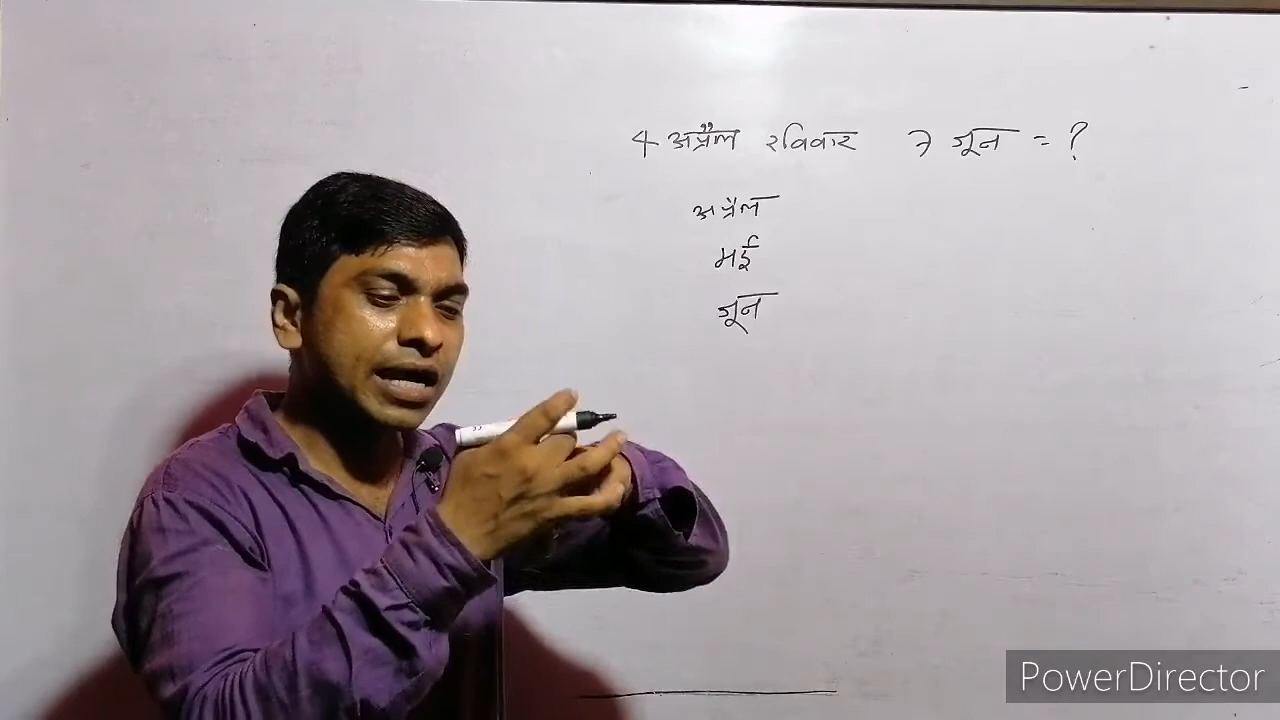 4 अप्रैल रविवार 7 जून = ?
अप्रैल
मई
जून
PowerDirector